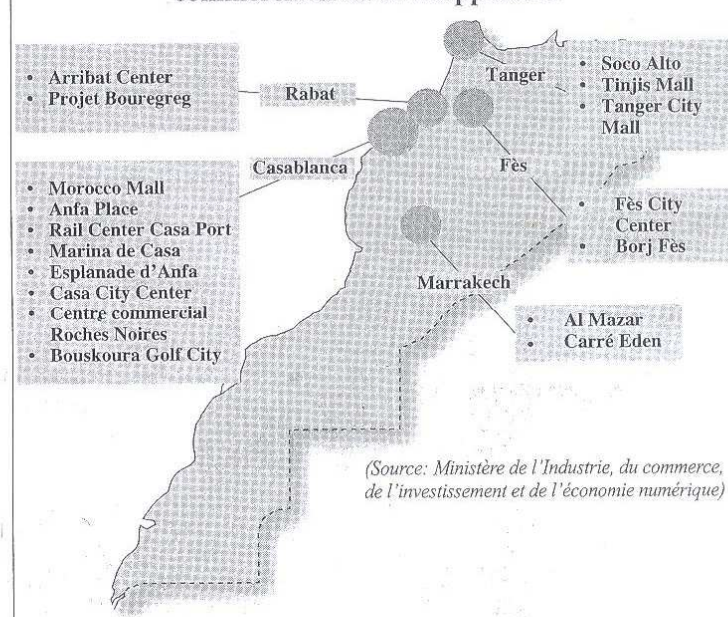 Tanger
• Soco Alto
• Tinjis Mall
• Tanger City
Mall
• Arribat Center
• Projet Bouregreg
Rabat
Casablanca
Fès
• Morocco Mall
• Anfa Place
• Rail Center Casa Port
• Marina de Casa
• Esplanade d'Anfa
• Casa City Center
• Centre commercial
Roches Noires
• Bouskoura Golf City
• Fès City
Center
• Borj Fès
Marrakech
• Al Mazar
• Carré Eden
(Source: Ministère de l'Industrie, du commerce,
de l'investissement et de l'économie numérique)